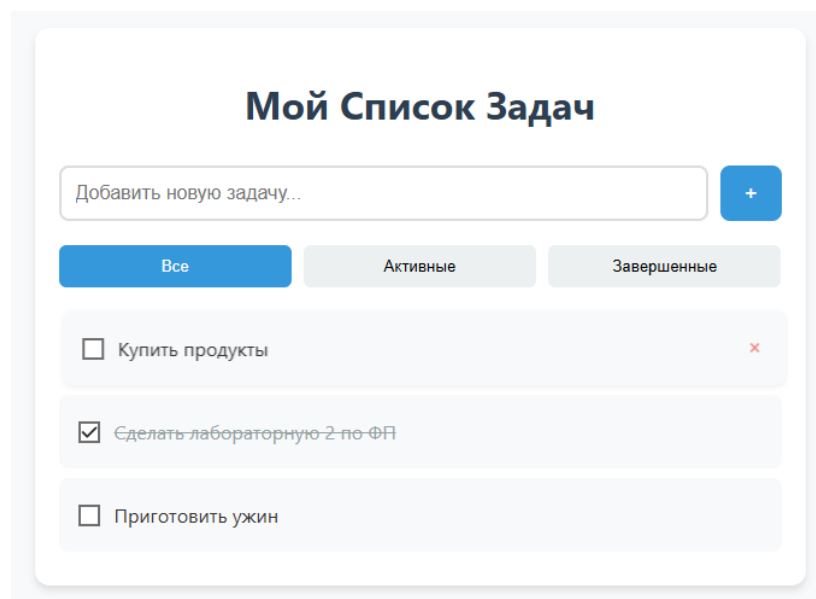 Мой Список Задач
Добавить новую задачу...
+
Все Активные Завершенные
Купить продукты ×
Сделать лабораторную 2 по ФП
Приготовить ужин